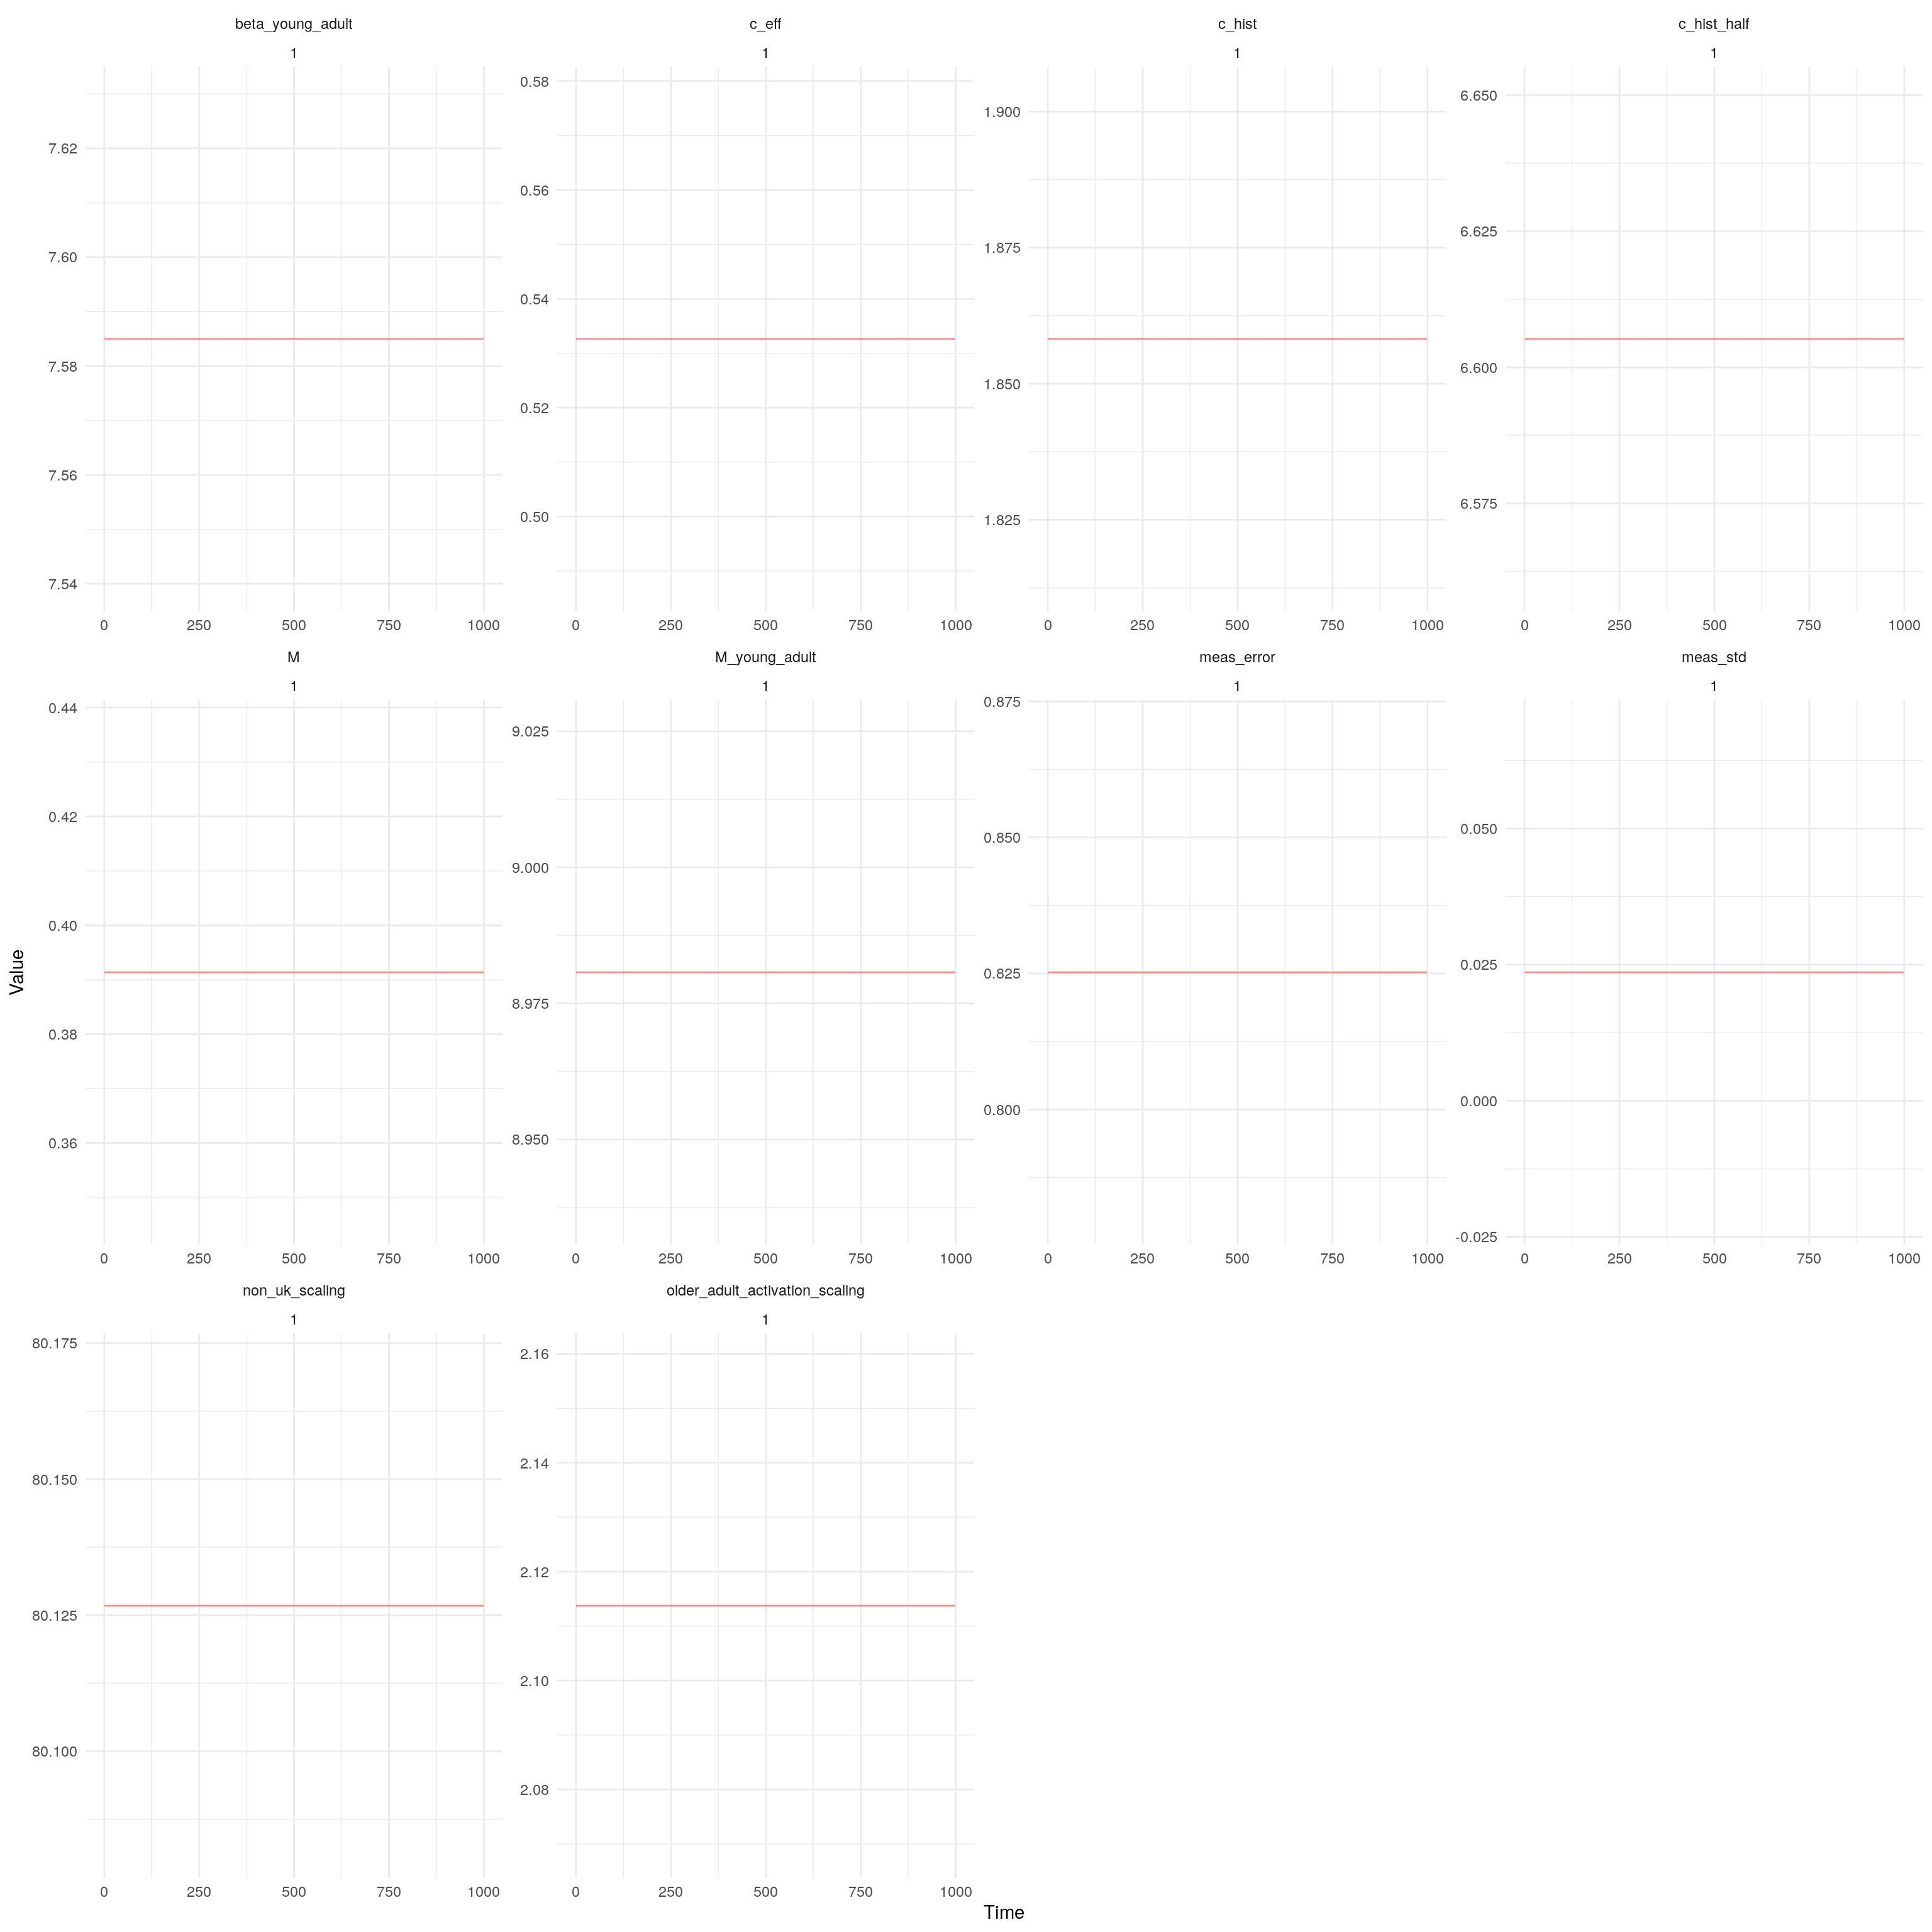 beta_young_adult
c_eff
c_hist
c_hist_half
1
1
1
1
7.62
7.60
7.58
7.56
7.54
0.58
0.56
0.54
0.52
0.50
1.900
1.875
1.850
1.825
6.650
6.625
6.600
6.575
0 250 500 750 1000
0 250 500 750 1000
0 250 500 750 1000
0 250 500 750 1000
M
M_young_adult
meas_error
meas_std
1
1
1
1
0.44
0.42
0.40
0.38
0.36
9.025
9.000
8.975
8.950
0.875
0.850
0.825
0.800
0.050
0.025
0.000
-0.025
0 250 500 750 1000
0 250 500 750 1000
0 250 500 750 1000
0 250 500 750 1000
non_uk_scaling
older_adult_activation_scaling
1
1
80.175
80.150
80.125
80.100
2.16
2.14
2.12
2.10
2.08
0 250 500 750 1000
0 250 500 750 1000
Value
Time